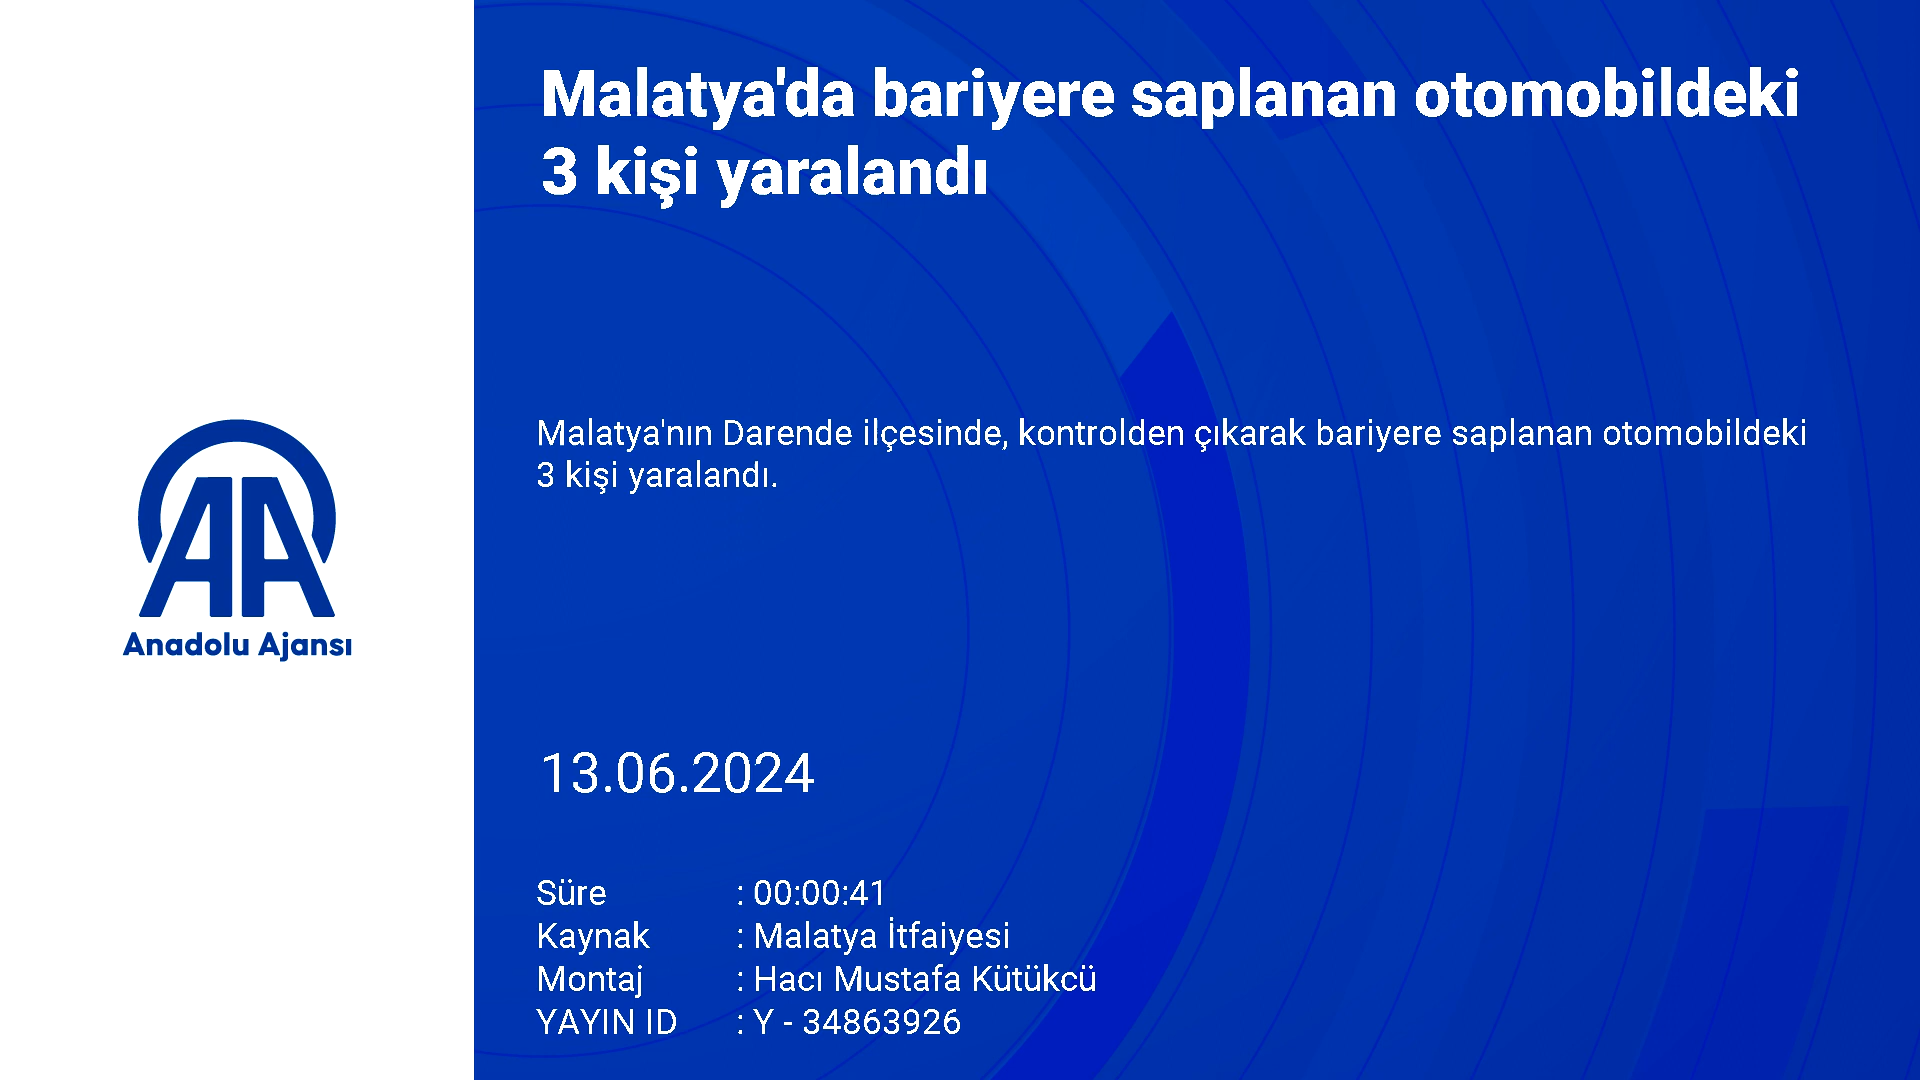 Malatya'da bariyere saplanan otomobildeki
3 kişi yaralandı
Malatya'nın Darende ilçesinde, kontrolden çıkarak bariyere saplanan otomobildeki
3 kişi yaralandı.
AA
Anadolu Ajansı
13.06.2024
Süre : 00:00:41
Kaynak : Malatya İtfaiyesi
Montaj : Hacı Mustafa Kütükcü
YAYIN ID : Y - 34863926